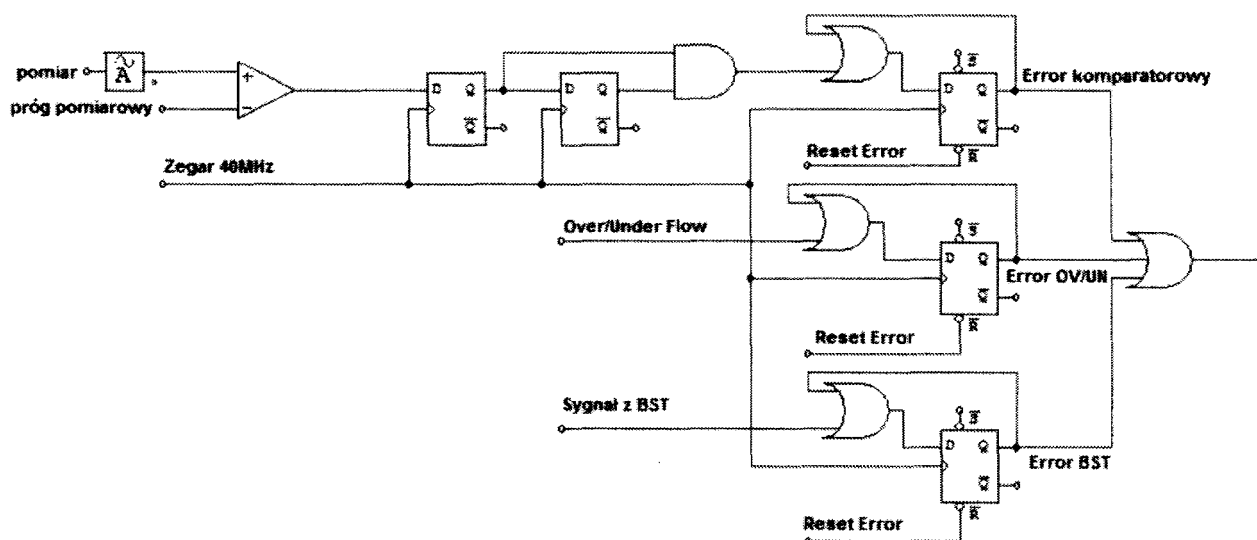 pomiar
A
próg pomiarowy
+
−
D Q
Q
D Q
Q
Zegar 40MHz
S
D Q
Q
R
Error komparatorowy
Reset Error
Over/Under Flow
S
D Q
Q
R
Error OV/UN
Reset Error
Sygnał z BST
S
D Q
Q
R
Error BST
Reset Error